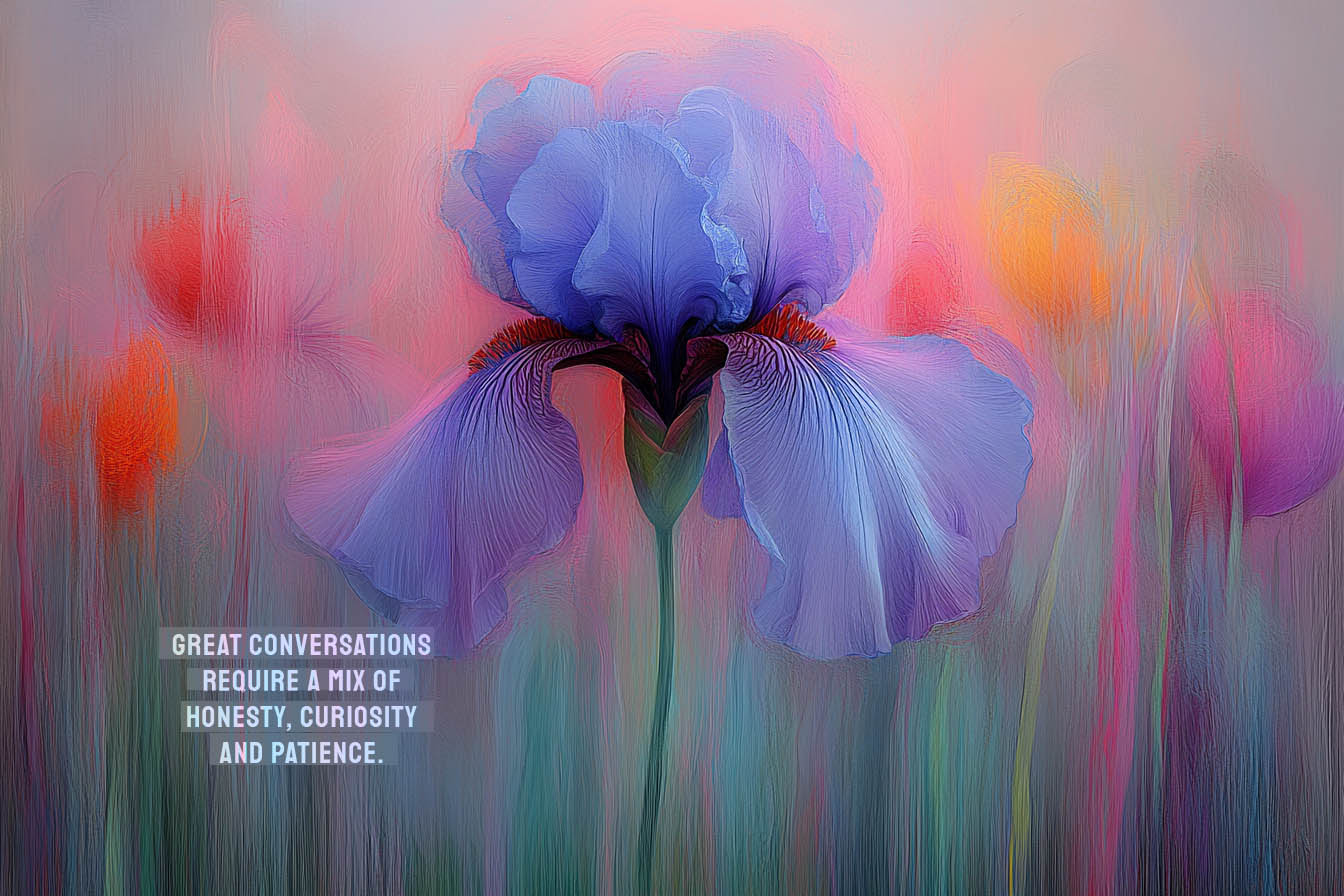 GREAT CONVERSATIONS
REQUIRE A MIX OF
HONESTY, CURIOSITY
AND PATIENCE.